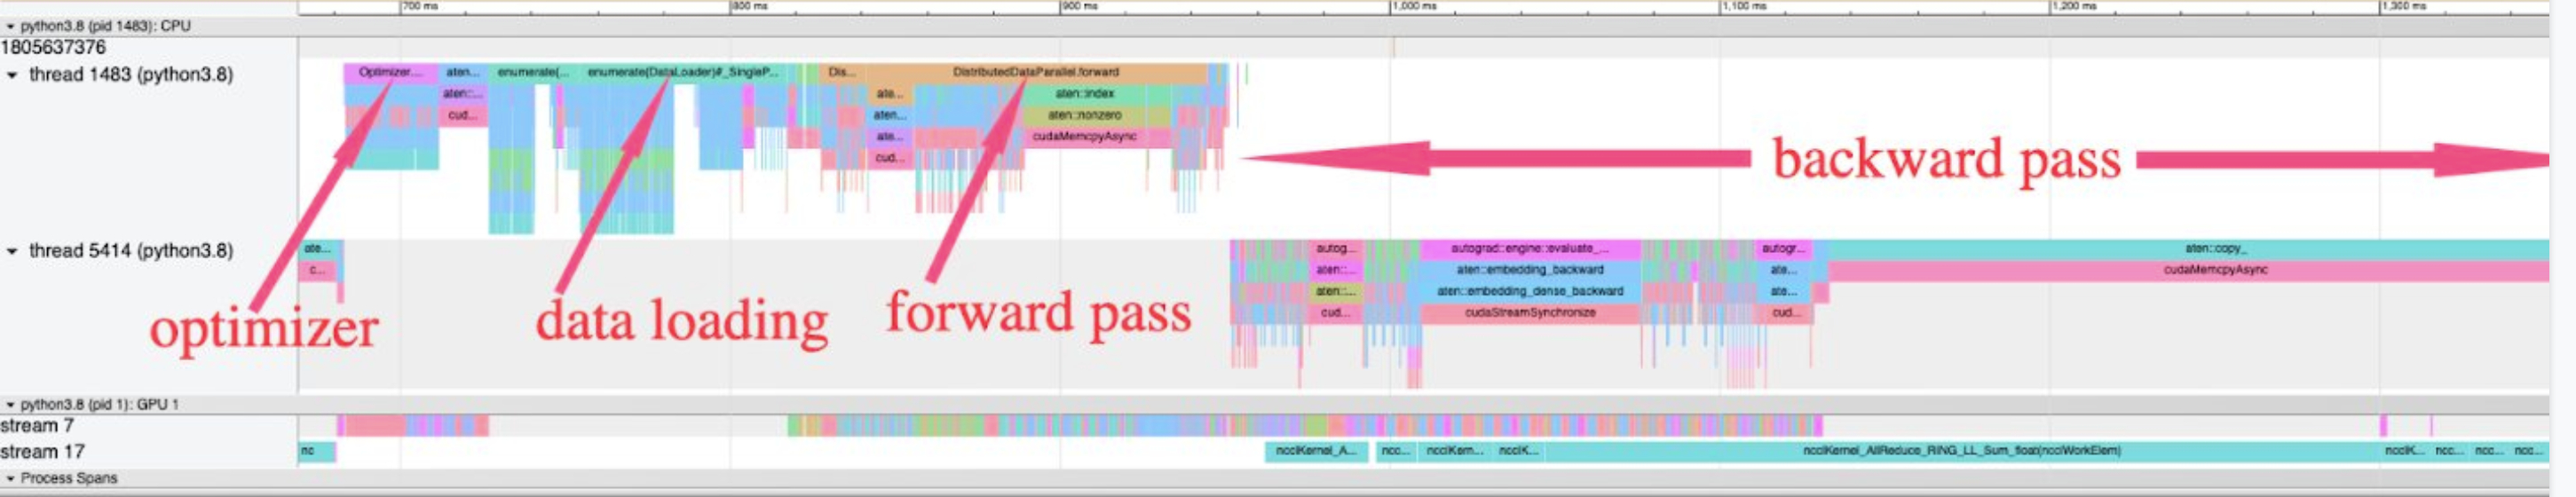 700 ms 800 ms 900 ms 1,000 ms 1,100 ms 1,200 ms 1,300 ms
python3.8 (pid 1483): CPU
1805637376
thread 1483 (python3.8)
Optimizer.... aten... enumerate(... enumerate(DataLoader)#_SingleP... Dis... DistributedDataParallel.forward
aten::... ate... aten::index
cud... aten... aten::nonzero
ate... cudaMemcpyAsync
cud...
backward pass
thread 5414 (python3.8)
ate... autog... autograd::engine::evaluate_... autogr... aten::copy_
c... aten::... aten::embedding_backward ate... cudaMemcpyAsync
aten::... aten::embedding_dense_backward ate...
cud... cudaStreamSynchronize cud...
optimizer data loading forward pass
python3.8 (pid 1): GPU 1
stream 7
stream 17
nc ncclKernel_A... ncc... ncclKern... ncclK... ncclKernel_AllReduce_RING_LL_Sum_float(ncclWorkElem) ncclK... ncc... ncc... ncc...
Process Spans